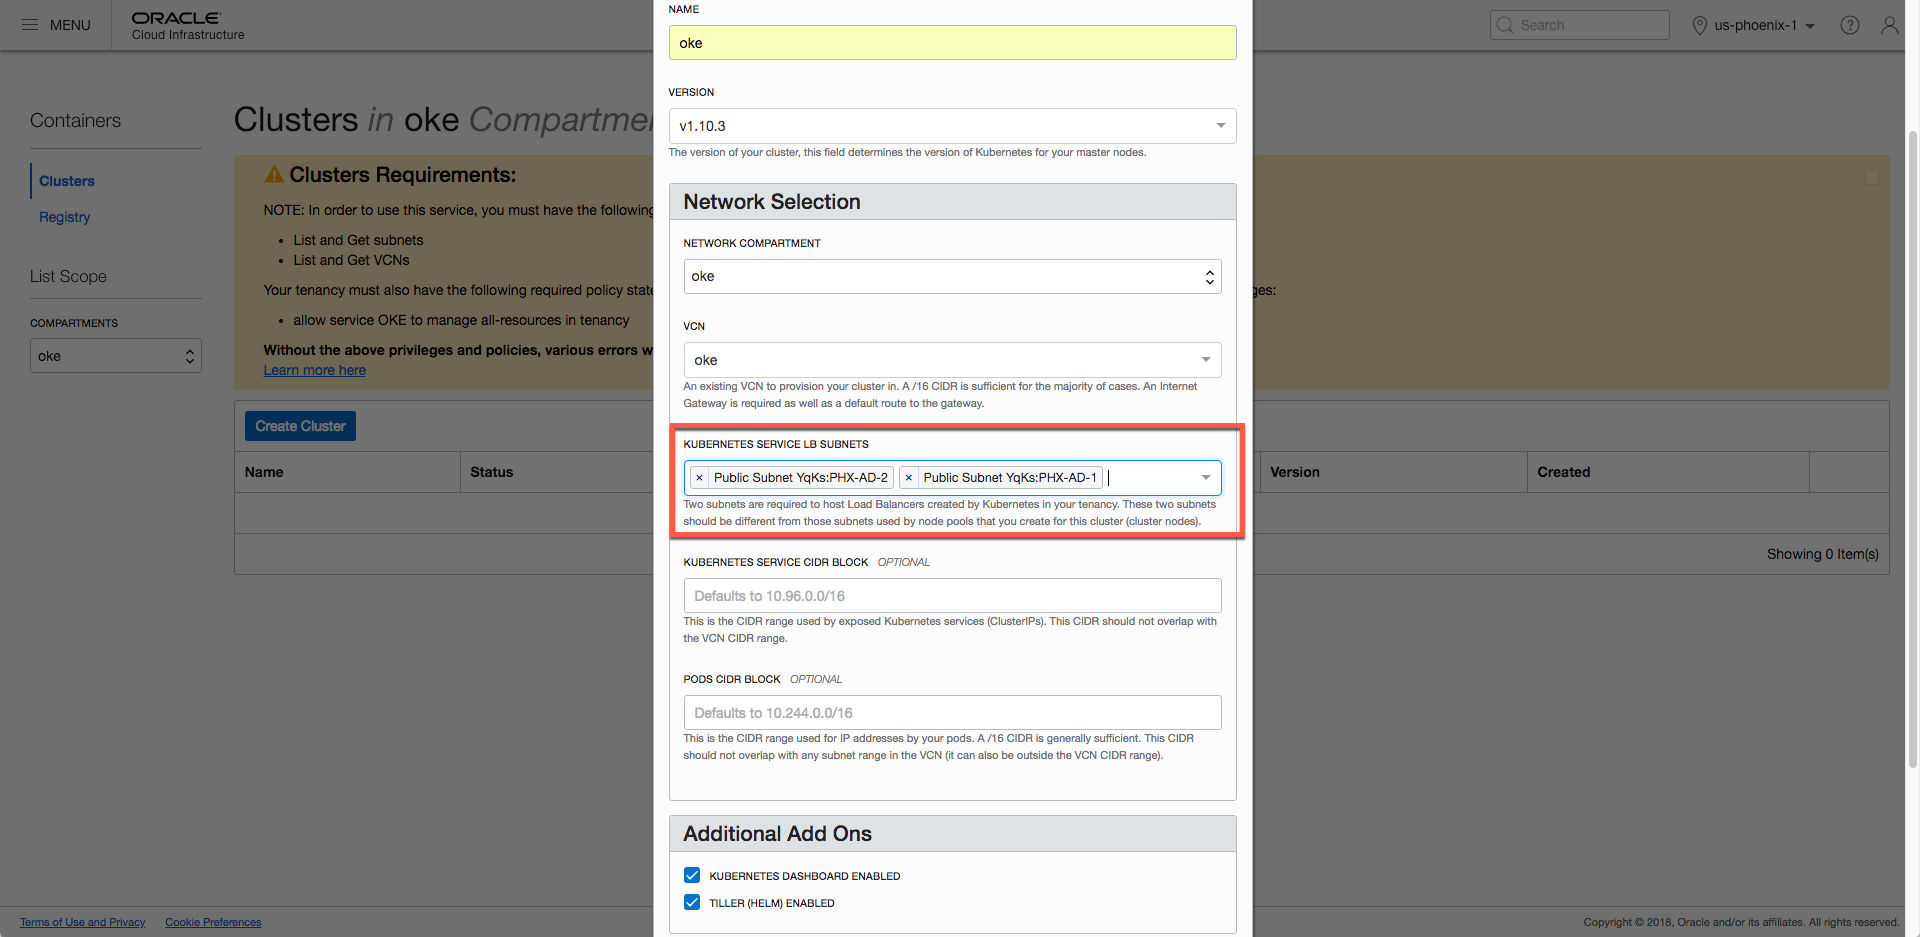 MENU
ORACLE
Cloud Infrastructure
Search
us-phoenix-1
Containers
Clusters
Registry
List Scope
COMPARTMENTS
oke
Clusters in oke Compartme
Clusters Requirements:
NOTE: In order to use this service, you must have the following
• List and Get subnets
• List and Get VCNs
Your tenancy must also have the following required policy state
ges:
• allow service OKE to manage all-resources in tenancy
Without the above privileges and policies, various errors w
Learn more here
Create Cluster
Name Status Version Created
Showing 0 Item(s)
NAME
oke
VERSION
v1.10.3
The version of your cluster, this field determines the version of Kubernetes for your master nodes.
Network Selection
NETWORK COMPARTMENT
oke
VCN
oke
An existing VCN to provision your cluster in. A /16 CIDR is sufficient for the majority of cases. An Internet
Gateway is required as well as a default route to the gateway.
KUBERNETES SERVICE LB SUBNETS
× Public Subnet YqKs:PHX-AD-2 × Public Subnet YqKs:PHX-AD-1
Two subnets are required to host Load Balancers created by Kubernetes in your tenancy. These two subnets
should be different from those subnets used by node pools that you create for this cluster (cluster nodes).
KUBERNETES SERVICE CIDR BLOCK OPTIONAL
Defaults to 10.96.0.0/16
This is the CIDR range used by exposed Kubernetes services (ClusterIPs). This CIDR should not overlap with
the VCN CIDR range.
PODS CIDR BLOCK OPTIONAL
Defaults to 10.244.0.0/16
This is the CIDR range used for IP addresses by your pods. A /16 CIDR is generally sufficient. This CIDR
should not overlap with any subnet range in the VCN (it can also be outside the VCN CIDR range).
Additional Add Ons
KUBERNETES DASHBOARD ENABLED
TILLER (HELM) ENABLED
Terms of Use and Privacy Cookie Preferences
Copyright © 2018, Oracle and/or its affiliates. All rights reserved.